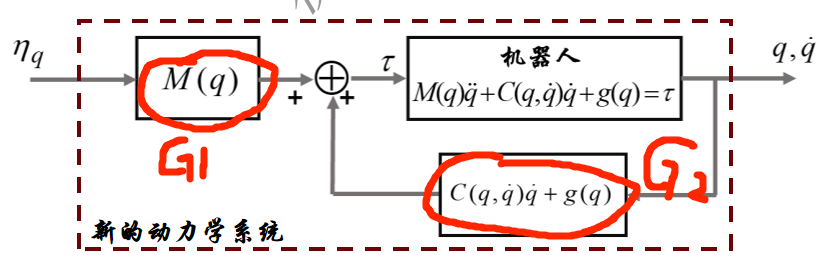 η_q
M(q)
G1
+
+
τ
机器人
M(q)q̈+C(q,q̇)q̇+g(q)=τ
q,q̇
C(q,q̇)q̇+g(q)
G2
新的动力学系统